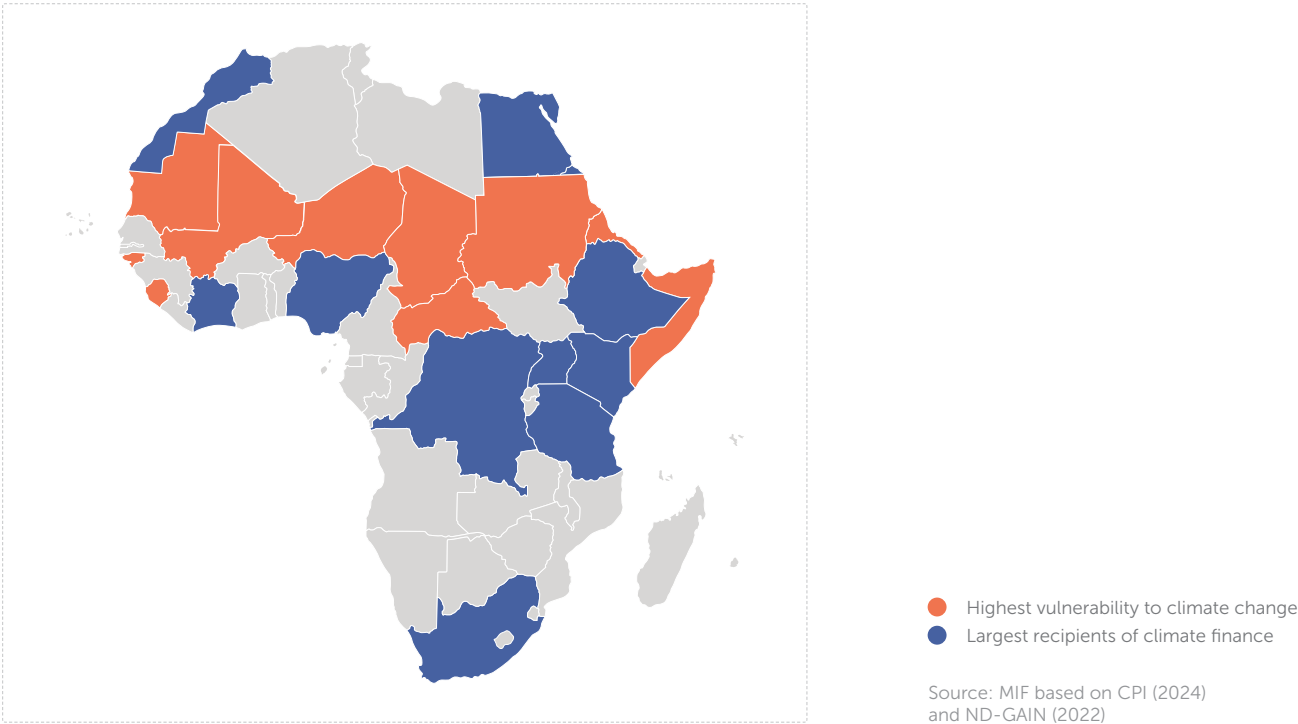 Highest vulnerability to climate change
Largest recipients of climate finance
Source: MIF based on CPI (2024)
and ND-GAIN (2022)